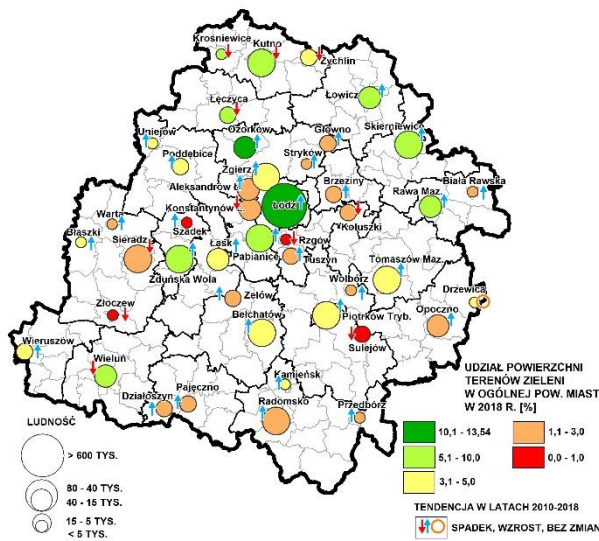 Krośniewice
Kutno
Żychlin
Łowicz
Łęczyca
Skierniewice
Uniejów
Ozorków
Główno
Poddębice
Stryków
Zgierz
Aleksandrów Ł.
Brzeziny
Biała Rawska
Rawa Maz.
Łódź
Warta
Konstantynów
Koluszki
Szadek
Błaszki
Sieradz
Rzgów
Łask
Pabianice
Tuszyn
Zduńska Wola
Tomaszów Maz.
Wolbórz
Drzewica
Złoczew
Zelów
Bełchatów
Piotrków Tryb.
Opoczno
Wieruszów
Sulejów
Wieluń
Kamieńsk
Działoszyn
Pajęczno
Radomsko
Przedbórz
LUDNOŚĆ
> 600 TYS.
80 - 40 TYS.
40 - 15 TYS.
15 - 5 TYS.
< 5 TYS.
UDZIAŁ POWIERZCHNI
TERENÓW ZIELENI
W OGÓLNEJ POW. MIAST
W 2018 R. [%]
10,1 - 13,54
1,1 - 3,0
5,1 - 10,0
0,0 - 1,0
3,1 - 5,0
TENDENCJA W LATACH 2010-2018
SPADEK, WZROST, BEZ ZMIAN